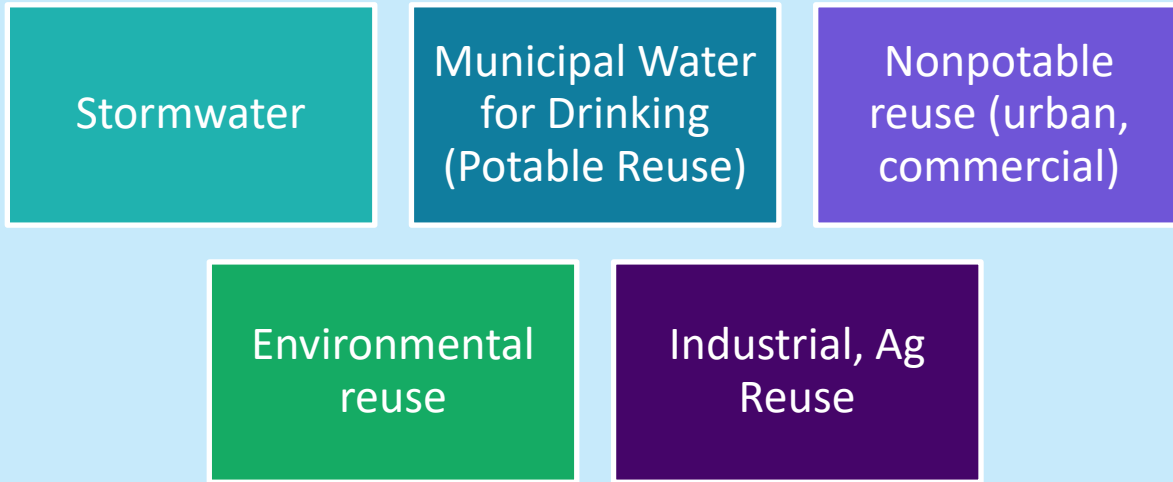 Stormwater
Municipal Water
for Drinking
(Potable Reuse)
Nonpotable
reuse (urban,
commercial)
Environmental
reuse
Industrial, Ag
Reuse